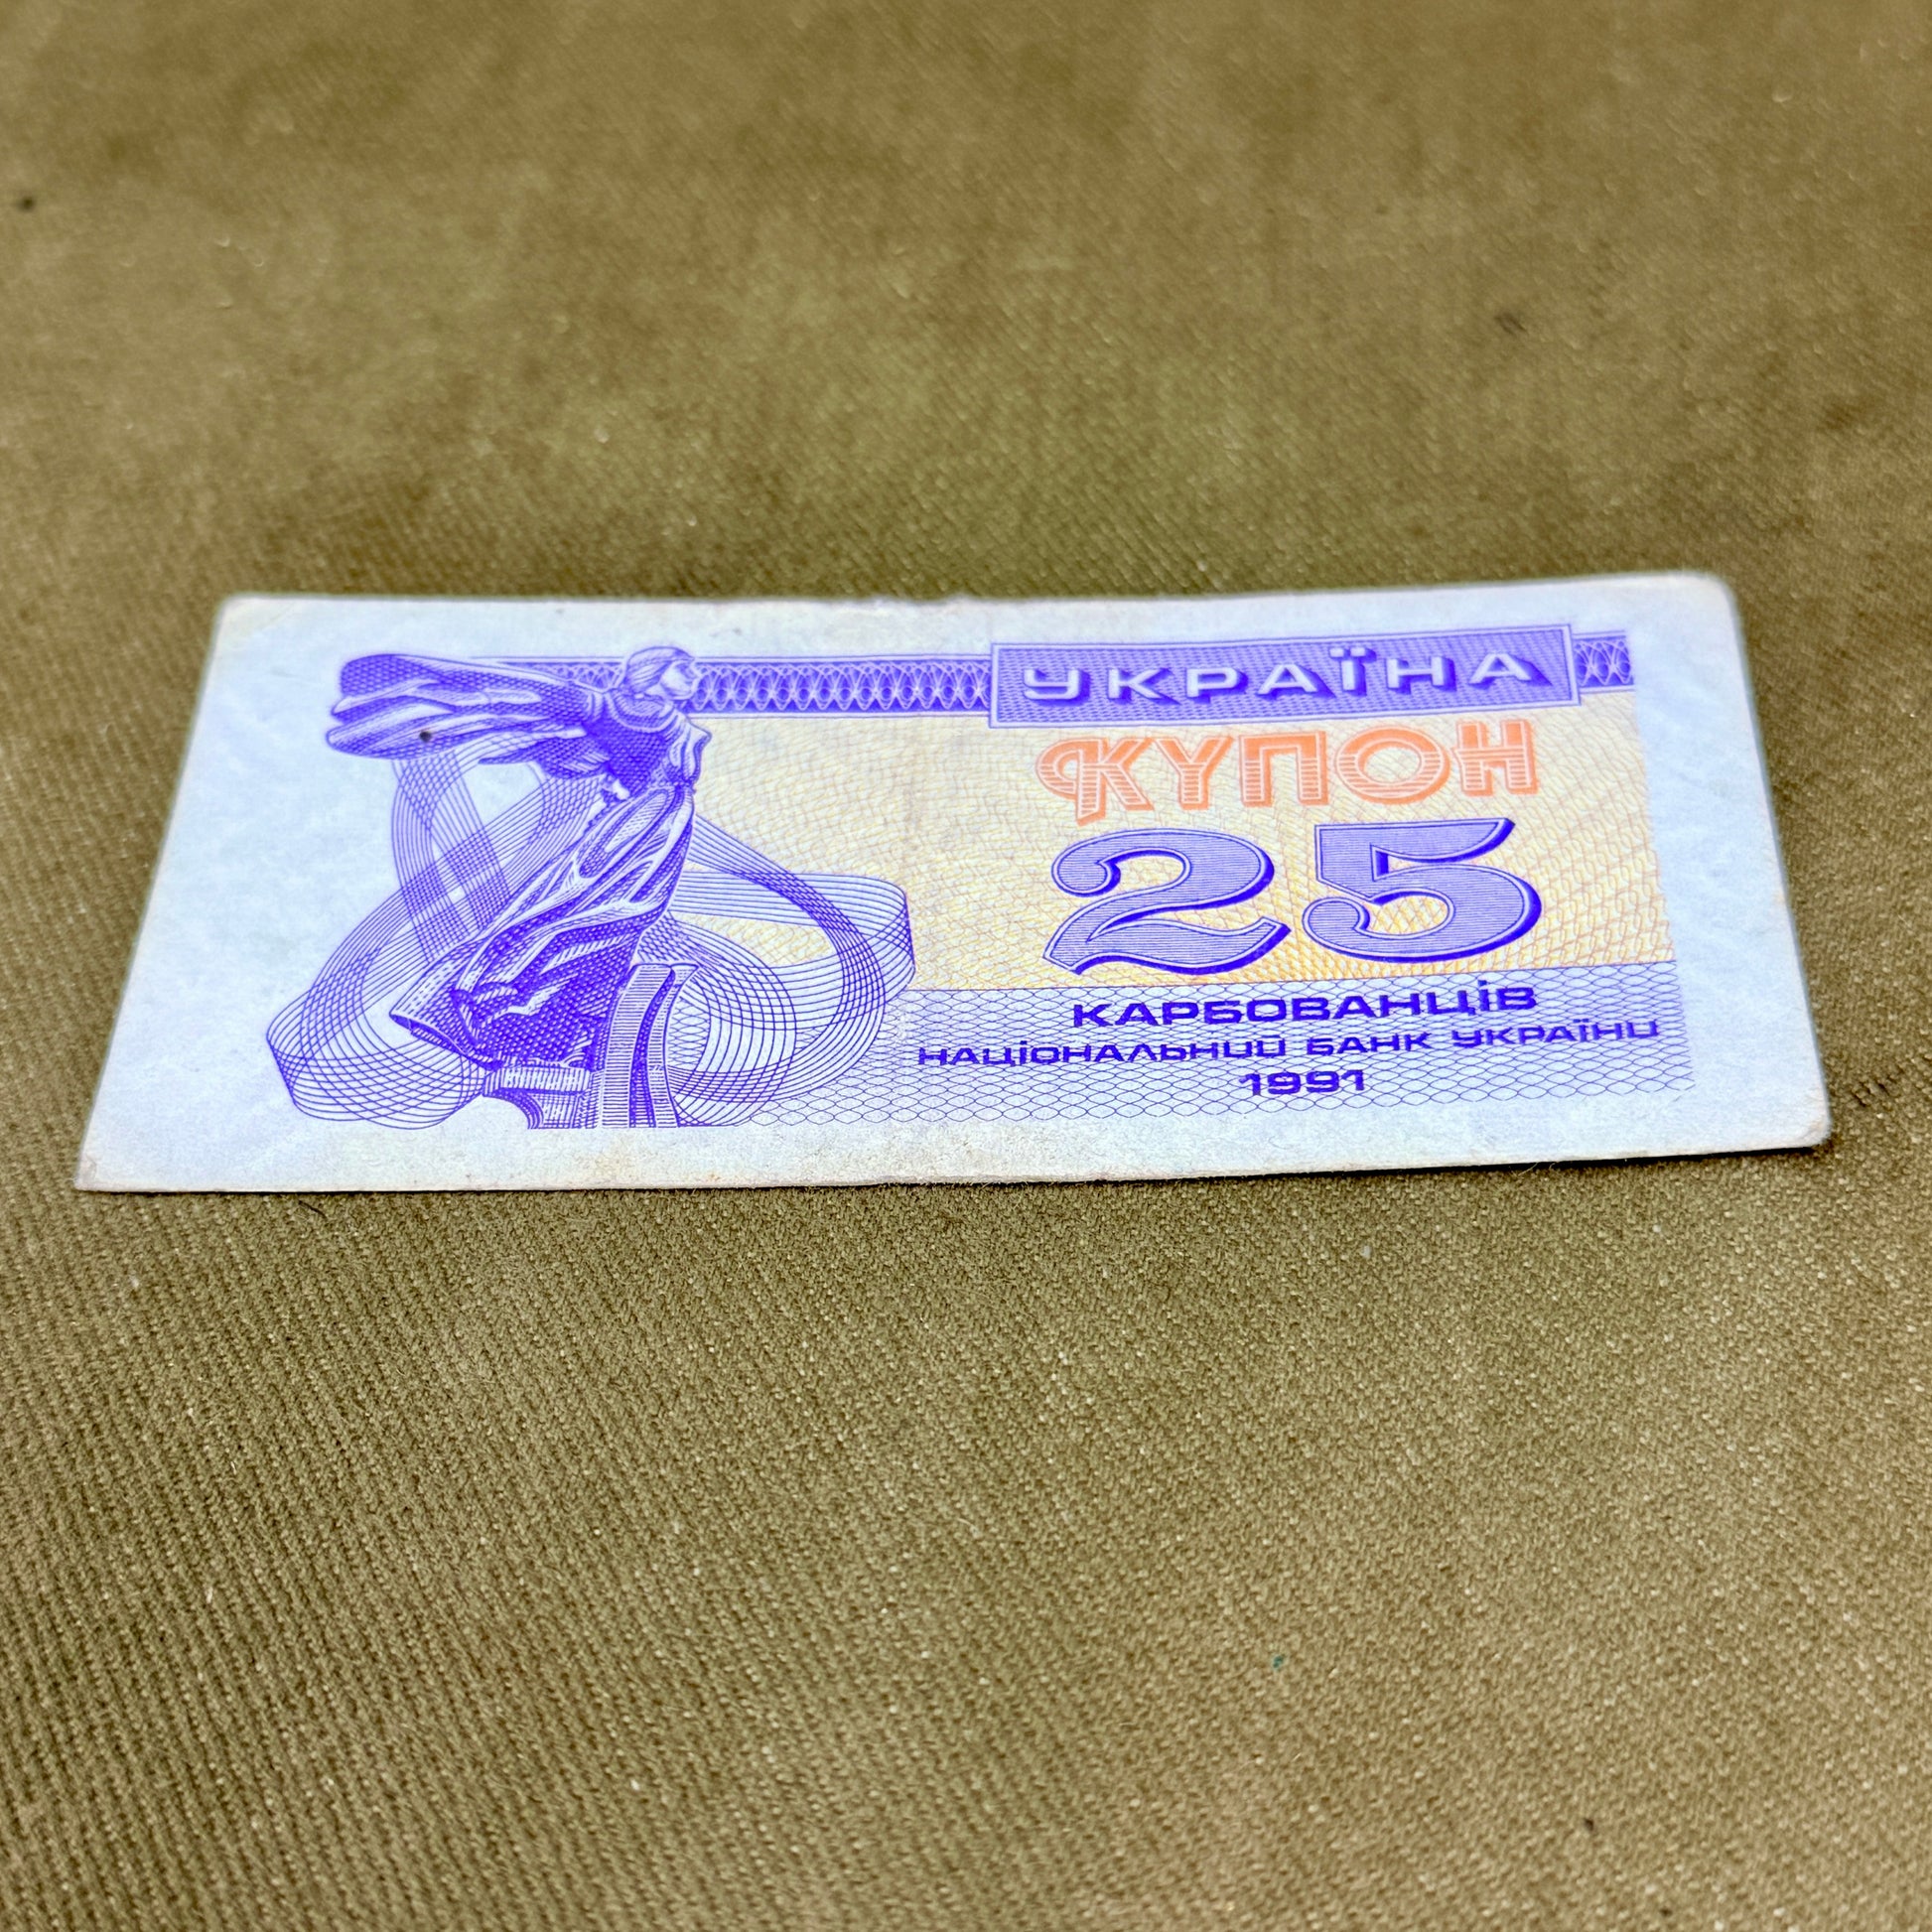 УКРАЇНА
КУПОН
25
КАРБОВАНЦІВ
НАЦІОНАЛЬНИЙ БАНК УКРАЇНИ
1991